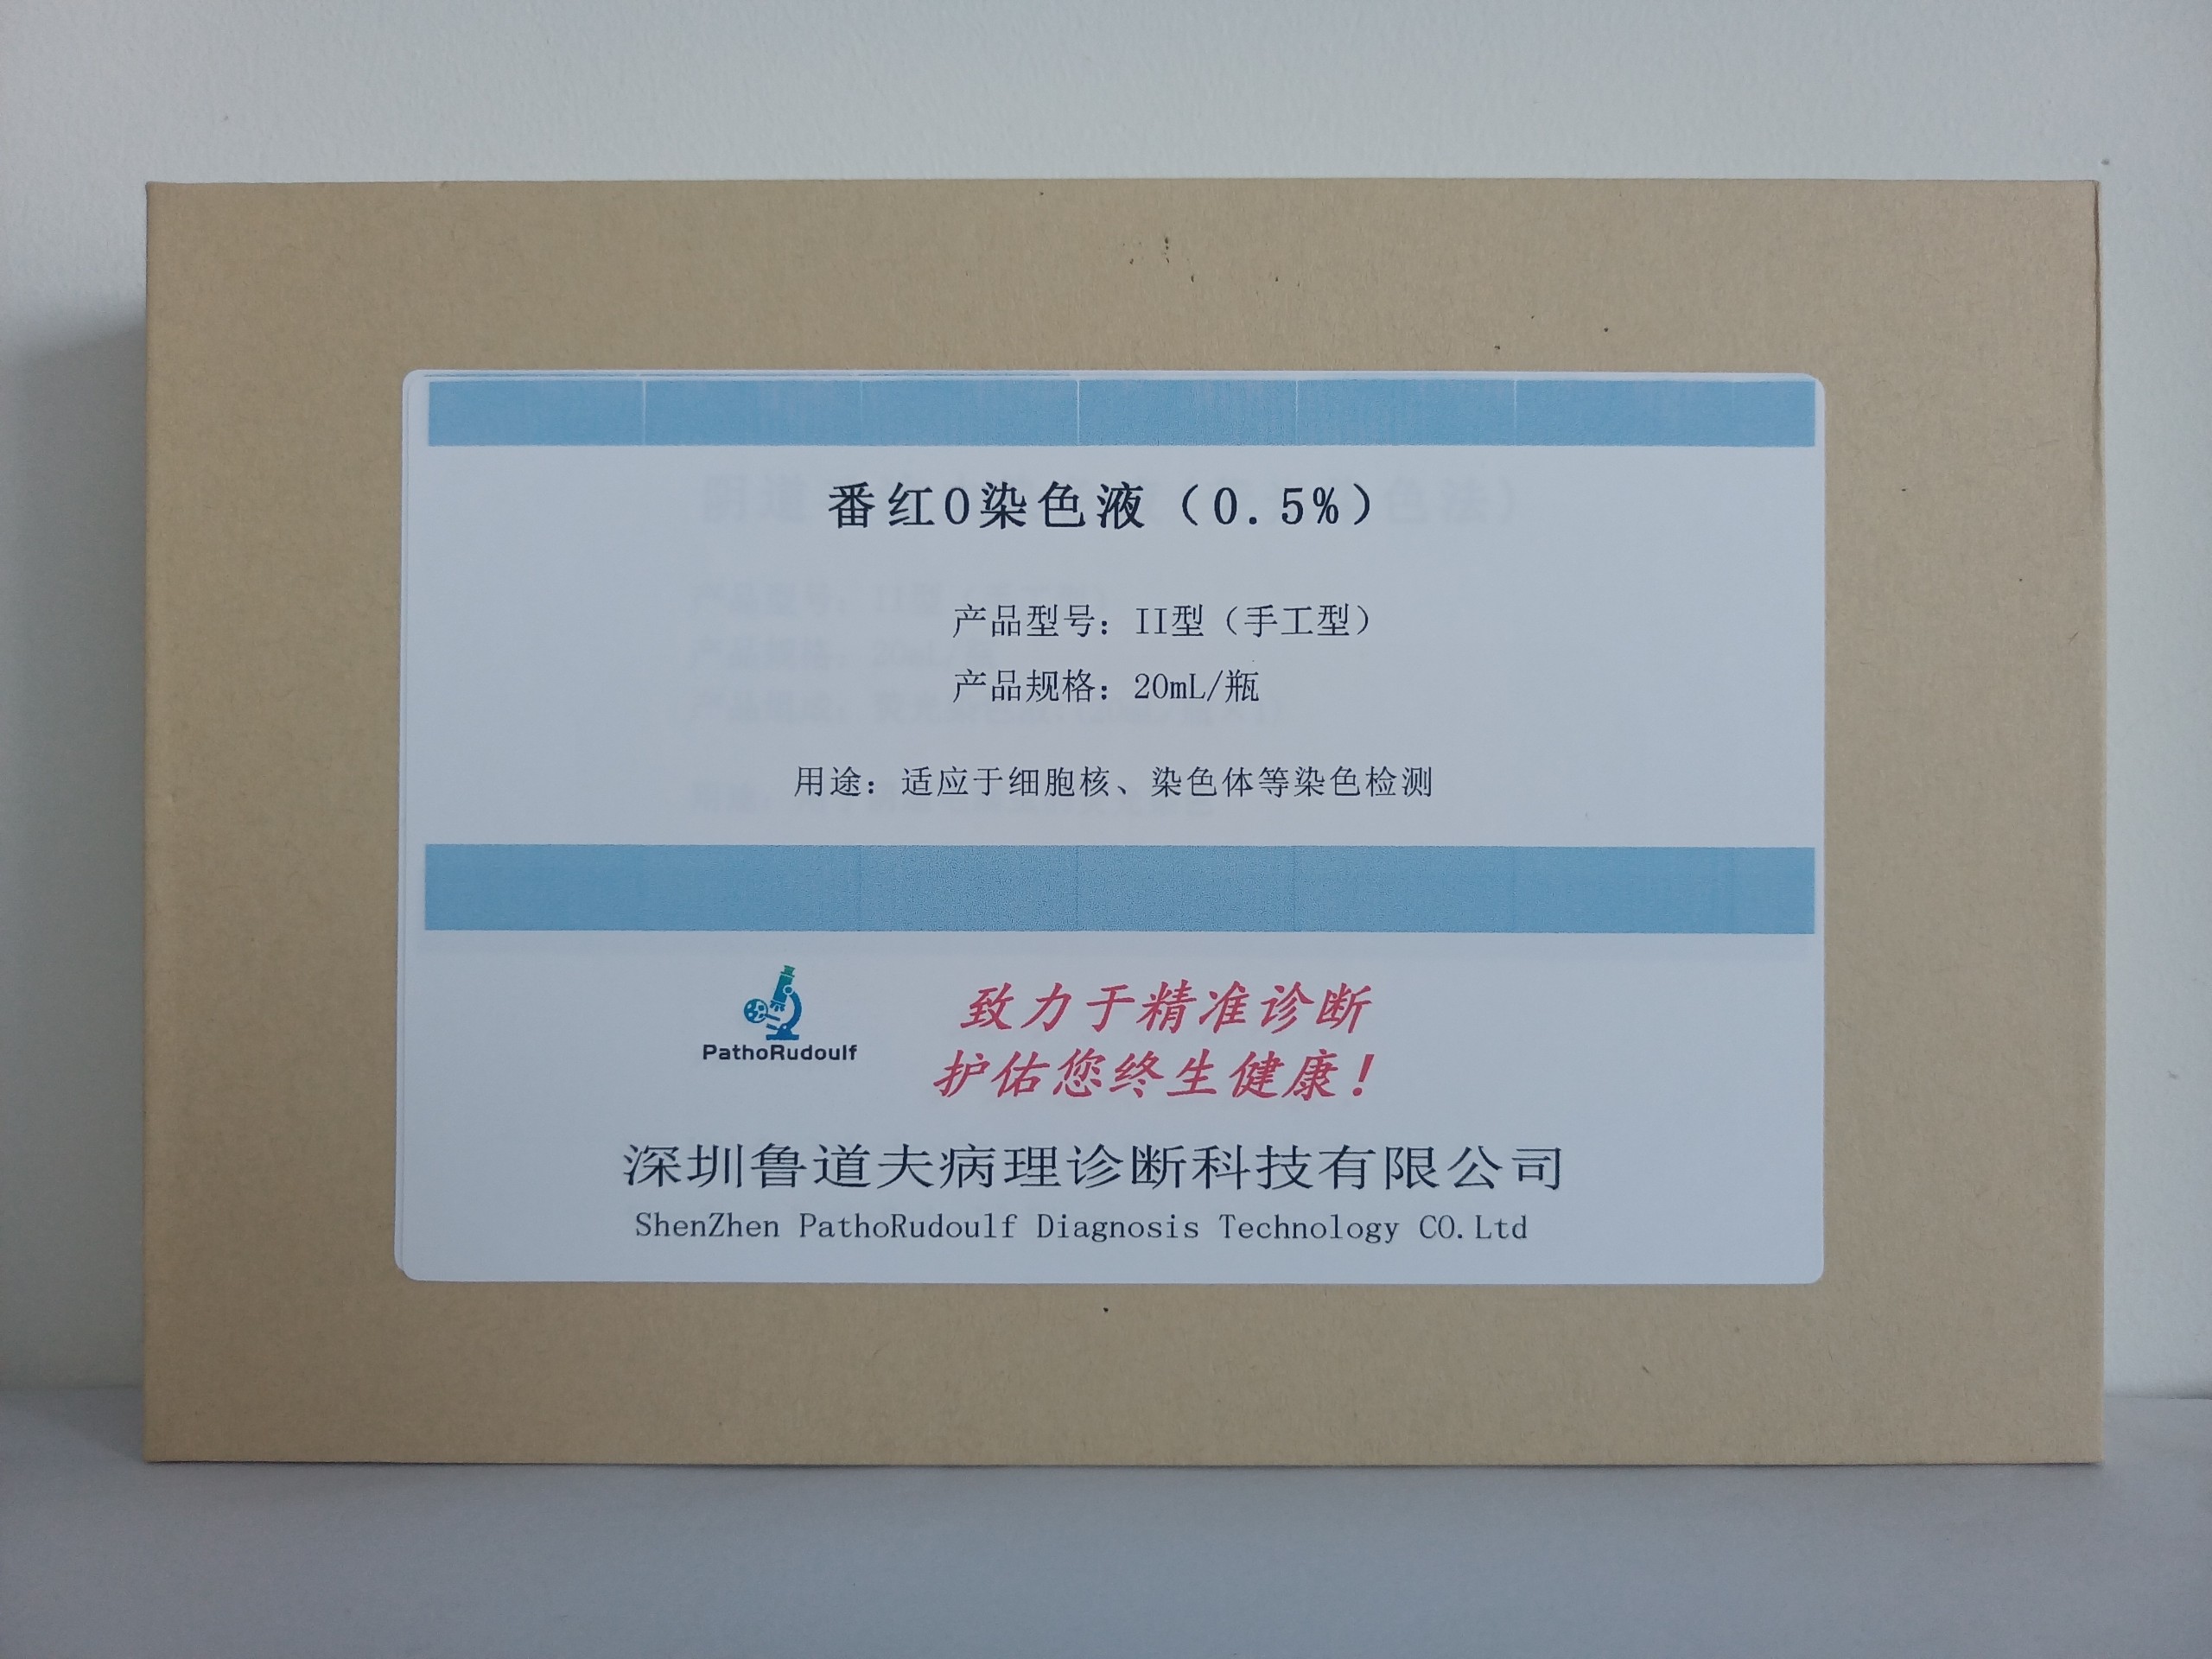 番红O染色液（0.5%）
产品型号：II型（手工型）
产品规格：20mL/瓶
用途：适应于细胞核、染色体等染色检测
PathoRudoulf
致力于精准诊断
护佑您终生健康！
深圳鲁道夫病理诊断科技有限公司
ShenZhen PathoRudoulf Diagnosis Technology CO.Ltd